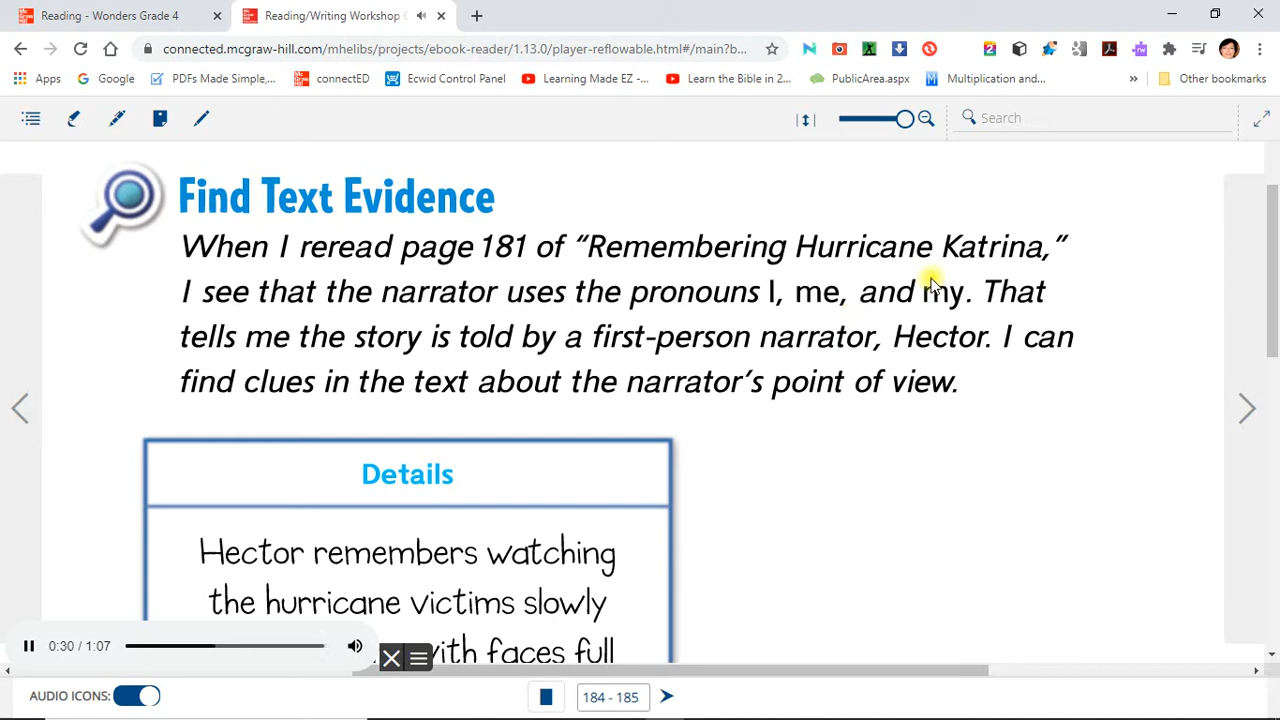 Reading - Wonders Grade 4
Reading/Writing Workshop
connected.mcgraw-hill.com/mhelibs/projects/ebook-reader/1.13.0/player-reflowable.html#/main?b...
Apps Google PDFs Made Simple,... connectED Ecwid Control Panel Learning Made EZ -... Learn the Bible in 2... PublicArea.aspx Multiplication and... » Other bookmarks
Search
Find Text Evidence
When I reread page 181 of “Remembering Hurricane Katrina,”
I see that the narrator uses the pronouns I, me, and my. That
tells me the story is told by a first-person narrator, Hector. I can
find clues in the text about the narrator’s point of view.
Details
Hector remembers watching
the hurricane victims slowly
with faces full
0:30 / 1:07
AUDIO ICONS:
184 - 185